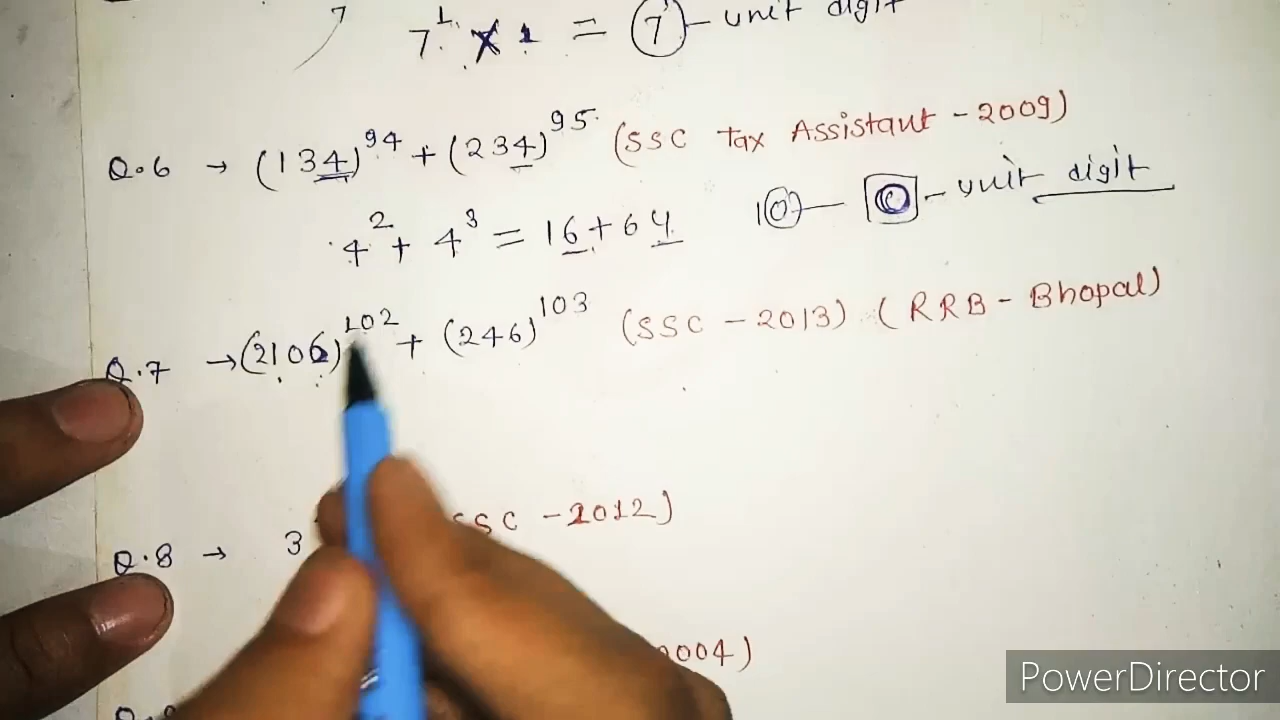 7
7¹ × 1 = 7 - unit digit
Q.6 → (134)⁹⁴ + (234)⁹⁵ (SSC Tax Assistant - 2009)
4² + 4³ = 16 + 64 10 — 0 - unit digit
Q.7 → (2106)¹⁰² + (246)¹⁰³ (SSC - 2013) (RRB - Bhopal)
Q.8 → 3 SSC - 2012)
2004)
PowerDirector